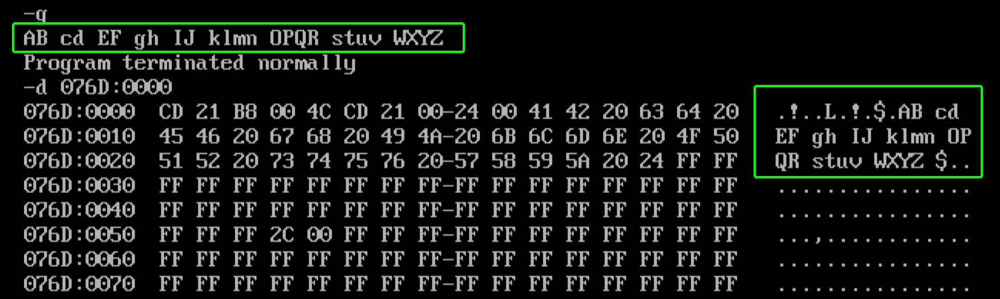 -g
AB cd EF gh IJ klmn OPQR stuv WXYZ
Program terminated normally
-d 076D:0000
076D:0000  CD 21 B8 00 4C CD 21 00-24 00 41 42 20 63 64 20   .!..L.!.$.AB cd
076D:0010  45 46 20 67 68 20 49 4A-20 6B 6C 6D 6E 20 4F 50   EF gh IJ klmn OP
076D:0020  51 52 20 73 74 75 76 20-57 58 59 5A 20 24 FF FF   QR stuv WXYZ $..
076D:0030  FF FF FF FF FF FF FF FF-FF FF FF FF FF FF FF FF   ................
076D:0040  FF FF FF FF FF FF FF FF-FF FF FF FF FF FF FF FF   ................
076D:0050  FF FF FF 2C 00 FF FF FF-FF FF FF FF FF FF FF FF   ...,............
076D:0060  FF FF FF FF FF FF FF FF-FF FF FF FF FF FF FF FF   ................
076D:0070  FF FF FF FF FF FF FF FF-FF FF FF FF FF FF FF FF   ................